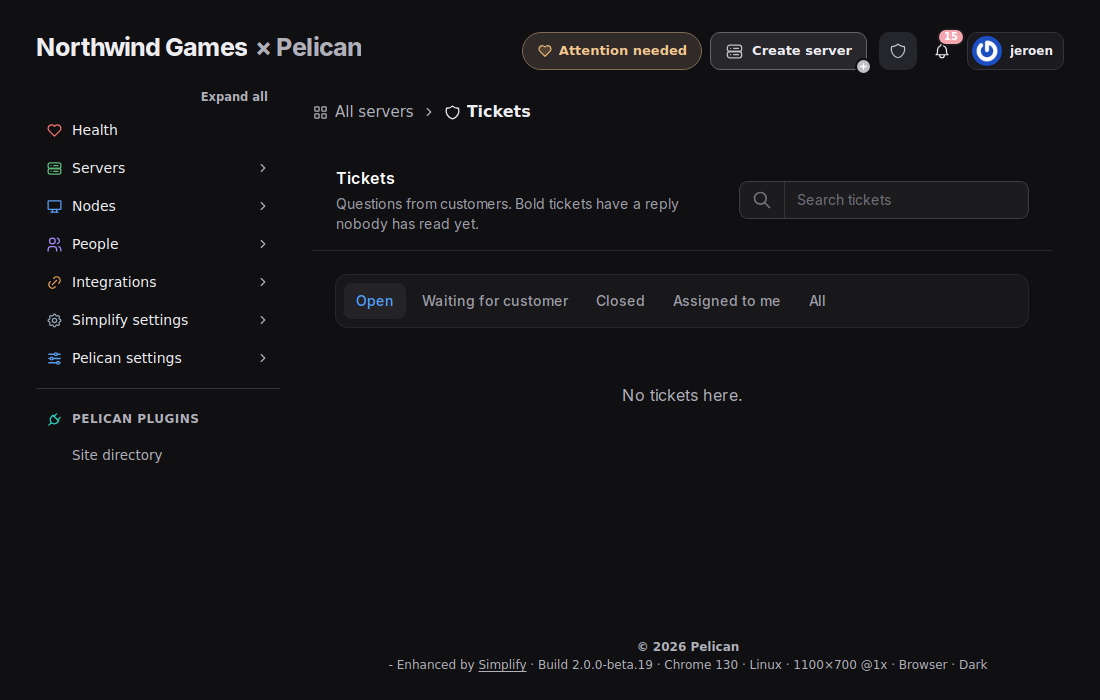 Northwind Games × Pelican
Attention needed
Create server
15
jeroen
Expand all
Health
Servers
Nodes
People
Integrations
Simplify settings
Pelican settings
PELICAN PLUGINS
Site directory
All servers > Tickets
Tickets
Questions from customers. Bold tickets have a reply
nobody has read yet.
Search tickets
Open Waiting for customer Closed Assigned to me All
No tickets here.
© 2026 Pelican
- Enhanced by Simplify · Build 2.0.0-beta.19 · Chrome 130 · Linux · 1100×700 @1x · Browser · Dark